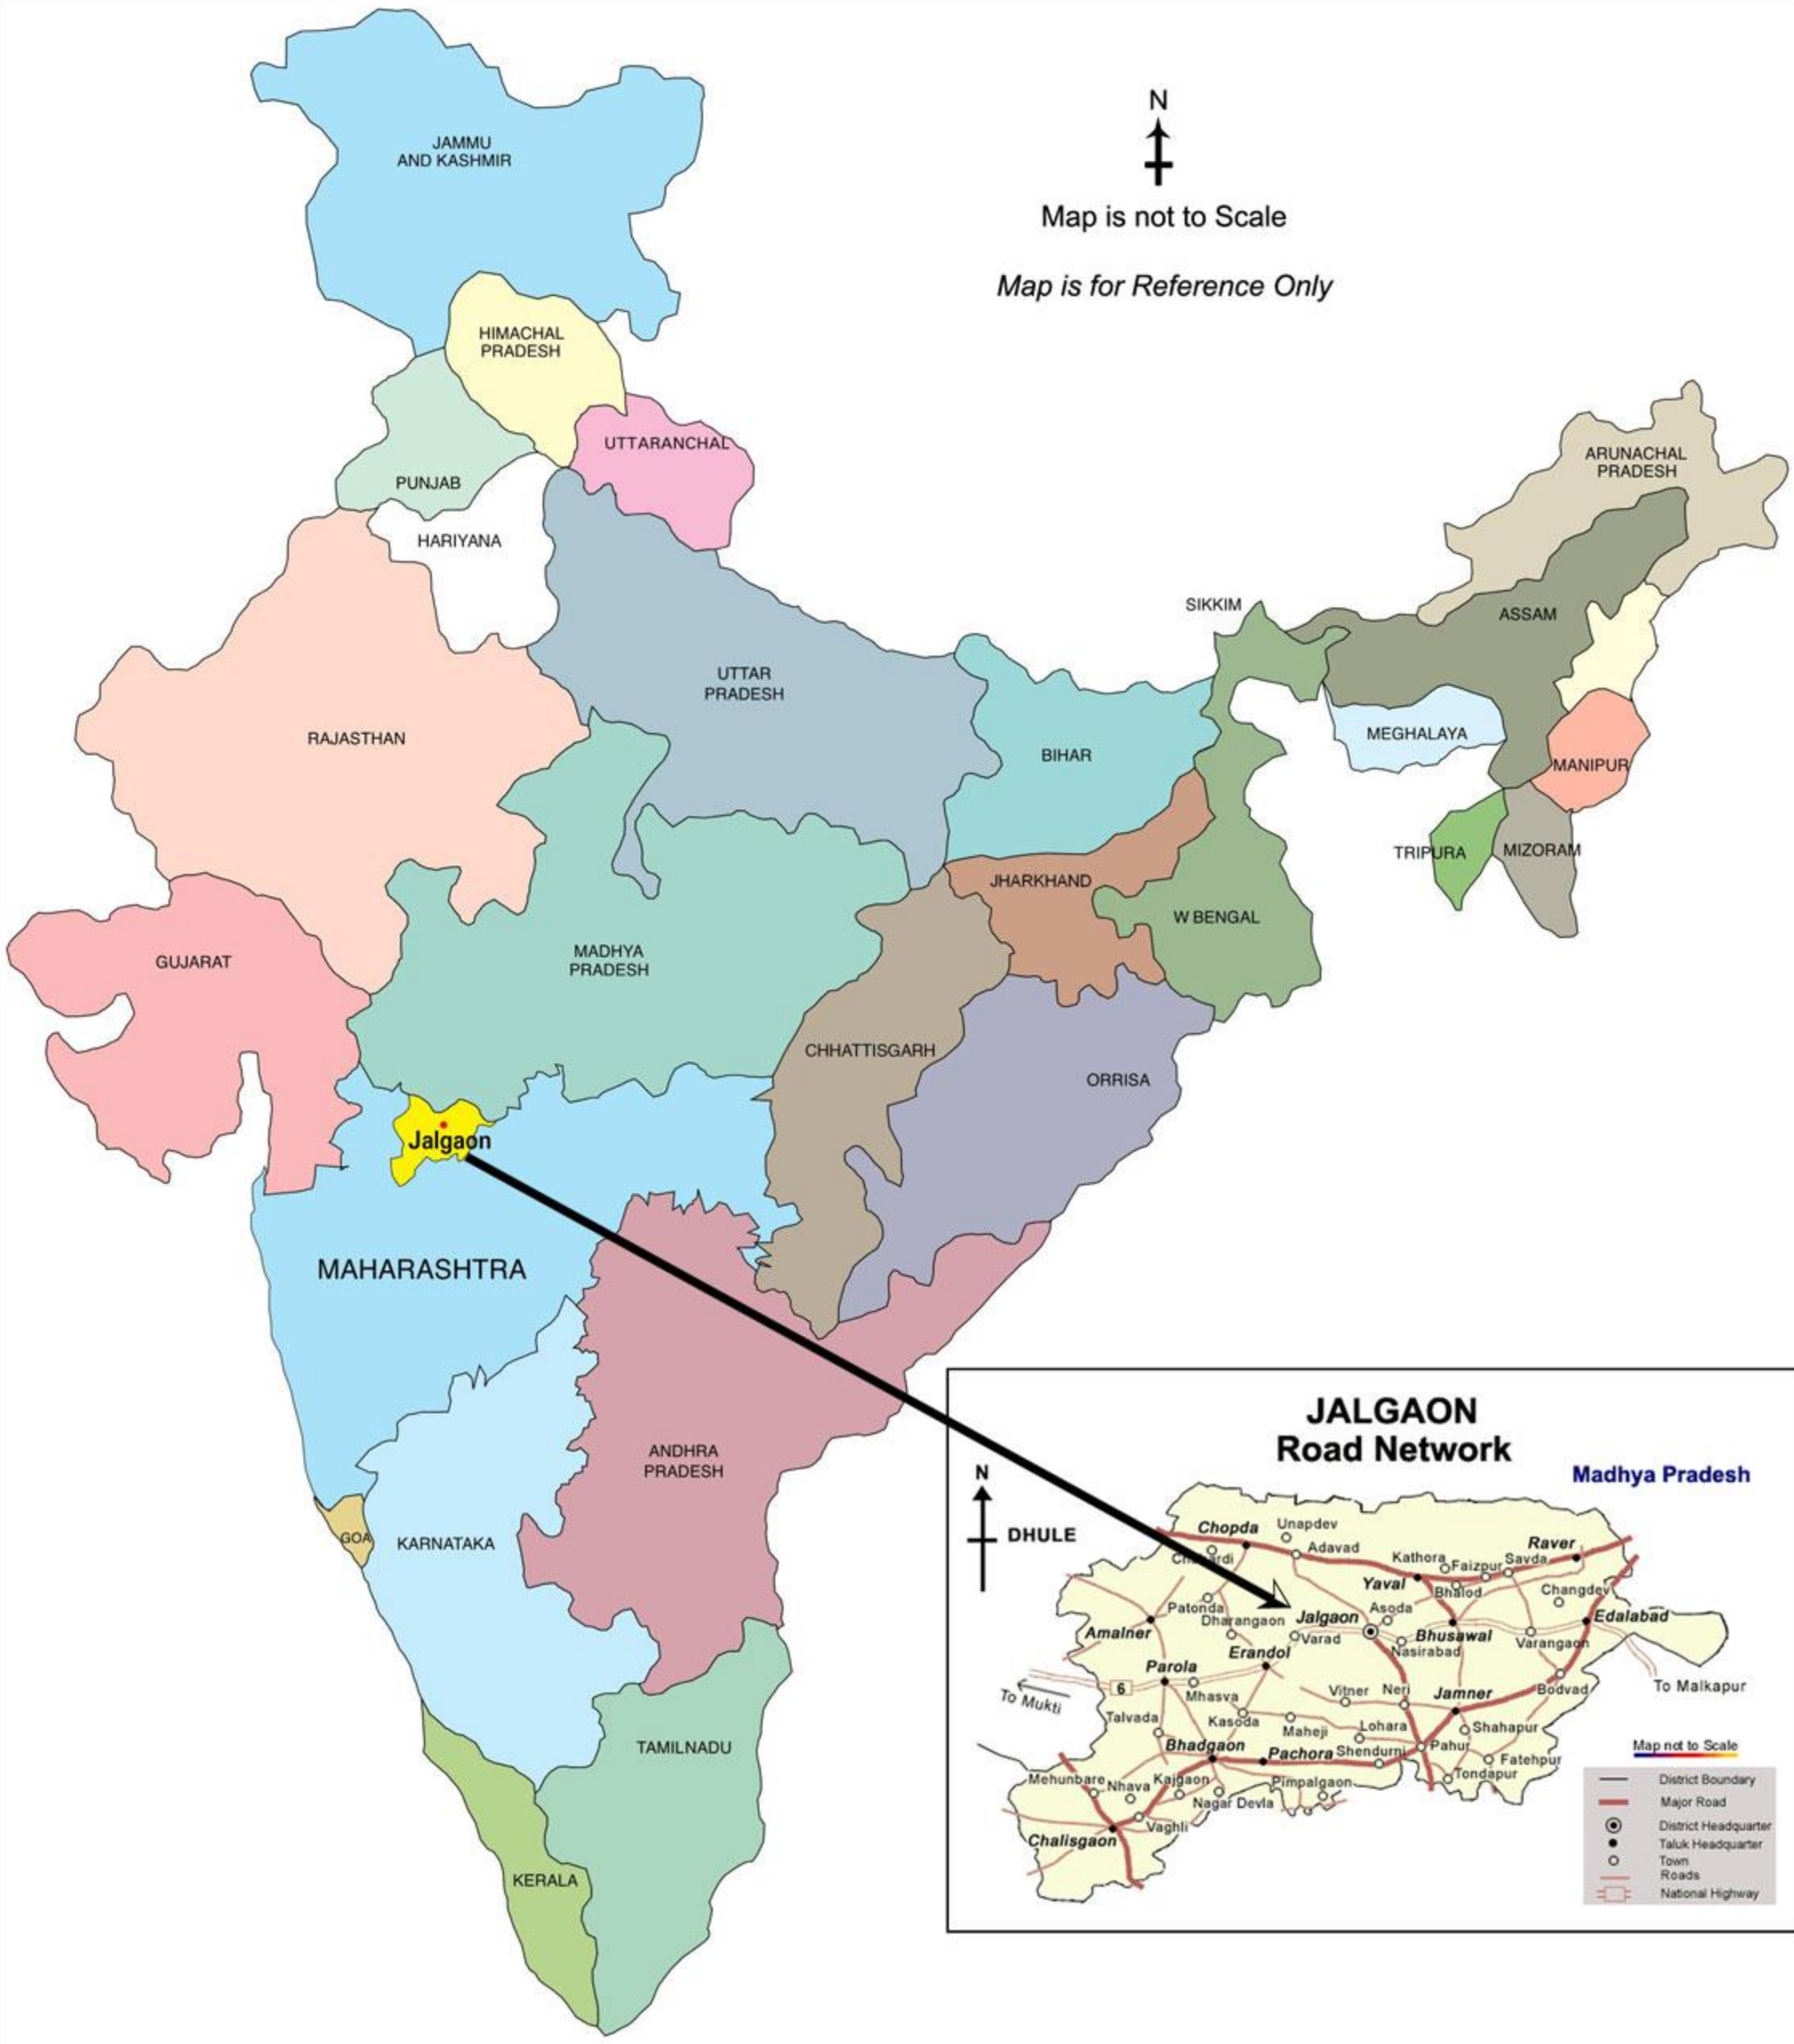 N
Map is not to Scale
Map is for Reference Only
JAMMU
AND KASHMIR
HIMACHAL
PRADESH
UTTARANCHAL
PUNJAB
HARIYANA
ARUNACHAL
PRADESH
SIKKIM
ASSAM
UTTAR
PRADESH
RAJASTHAN
BIHAR
MEGHALAYA
MANIPUR
TRIPURA
MIZORAM
JHARKHAND
W BENGAL
GUJARAT
MADHYA
PRADESH
CHHATTISGARH
ORRISA
Jalgaon
MAHARASHTRA
ANDHRA
PRADESH
GOA
KARNATAKA
TAMILNADU
KERALA
JALGAON
Road Network
Madhya Pradesh
N
DHULE
Chopda
Unapdev
Adavad
Raver
Kathora
Faizpur
Savda
Yaval
Bhalod
Changdev
Patonda
Dharangaon
Jalgaon
Asoda
Edalabad
Amalner
Varad
Bhusawal
Nasirabad
Varangaon
Erandol
Parola
6
To Mukti
Mhasva
Vitner
Neri
Jamner
Bodvad
To Malkapur
Talvada
Kasoda
Maheji
Lohara
Shahapur
Bhadgaon
Pachora
Shendurni
Pahur
Fatehpur
Tondapur
Mehunbare
Nhava
Kajgaon
Nagar Devla
Pimpalgaon
Vaghli
Chalisgaon
Map not to Scale
District Boundary
Major Road
District Headquarter
Taluk Headquarter
Town
Roads
National Highway